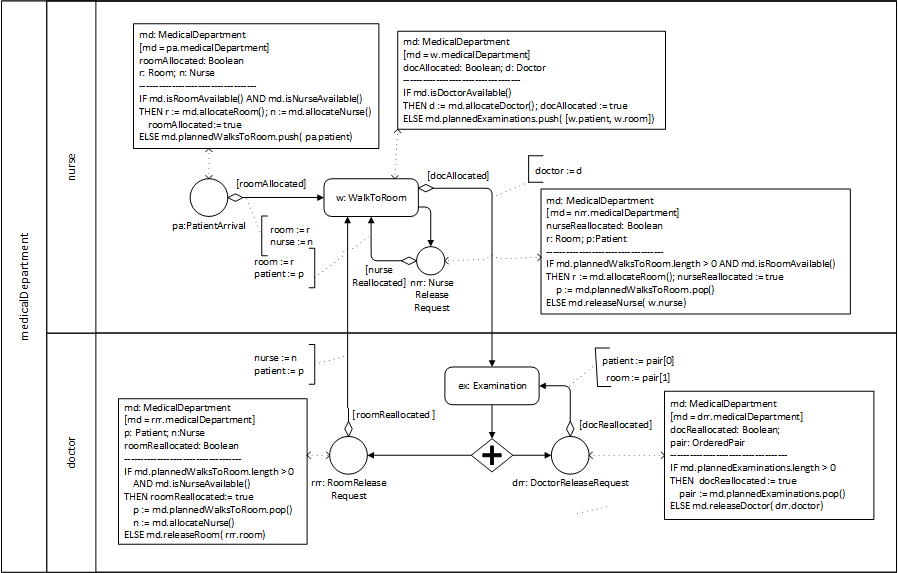 medicalDepartment
nurse
md: MedicalDepartment
[md = pa.medicalDepartment]
roomAllocated: Boolean
r: Room; n: Nurse
------------------------------------
IF md.isRoomAvailable() AND md.isNurseAvailable()
THEN r := md.allocateRoom(); n := md.allocateNurse()
roomAllocated:= true
ELSE md.plannedWalksToRoom.push( pa.patient)
md: MedicalDepartment
[md = w.medicalDepartment]
docAllocated: Boolean; d: Doctor
------------------------------------
IF md.isDoctorAvailable()
THEN d := md.allocateDoctor(); docAllocated := true
ELSE md.plannedExaminations.push( [w.patient, w.room])
[roomAllocated]
pa:PatientArrival
w: WalkToRoom
[docAllocated]
doctor := d
room := r
nurse := n
room := r
patient := p
[nurse
Reallocated]
nrr: Nurse
Release
Request
md: MedicalDepartment
[md = nrr.medicalDepartment]
nurseReallocated: Boolean
r: Room; p:Patient
------------------------------------
IF md.plannedWalksToRoom.length > 0 AND md.isRoomAvailable()
THEN r := md.allocateRoom(); nurseReallocated := true
p := md.plannedWalksToRoom.pop()
ELSE md.releaseNurse( w.nurse)
doctor
nurse := n
patient := p
ex: Examination
patient := pair[0]
room := pair[1]
md: MedicalDepartment
[md = rrr.medicalDepartment]
p: Patient; n:Nurse
roomReallocated: Boolean
------------------------------------
IF md.plannedWalksToRoom.length > 0
AND md.isNurseAvailable()
THEN roomReallocated:= true
p := md.plannedWalksToRoom.pop()
n := md.allocateNurse()
ELSE md.releaseRoom( rrr.room)
[roomReallocated ]
rrr: RoomRelease
Request
[docReallocated]
drr: DoctorReleaseRequest
md: MedicalDepartment
[md = drr.medicalDepartment]
docReallocated: Boolean;
pair: OrderedPair
------------------------------------
IF md.plannedExaminations.length > 0
THEN docReallocated := true
pair := md.plannedExaminations.pop()
ELSE md.releaseDoctor( drr.doctor)